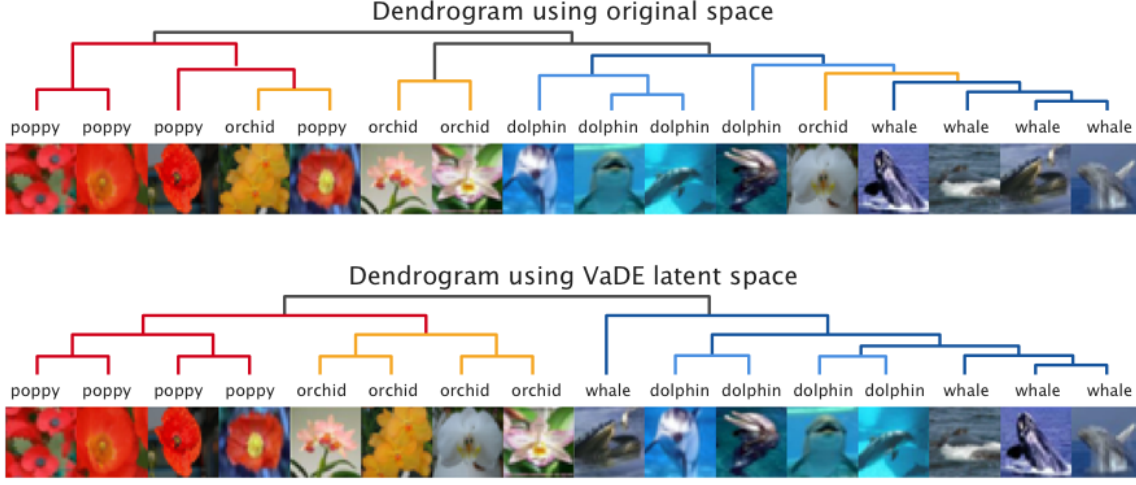 Dendrogram using original space
poppy poppy poppy orchid poppy orchid orchid dolphin dolphin dolphin dolphin orchid whale whale whale whale
Dendrogram using VaDE latent space
poppy poppy poppy poppy orchid orchid orchid orchid whale dolphin dolphin dolphin dolphin whale whale whale